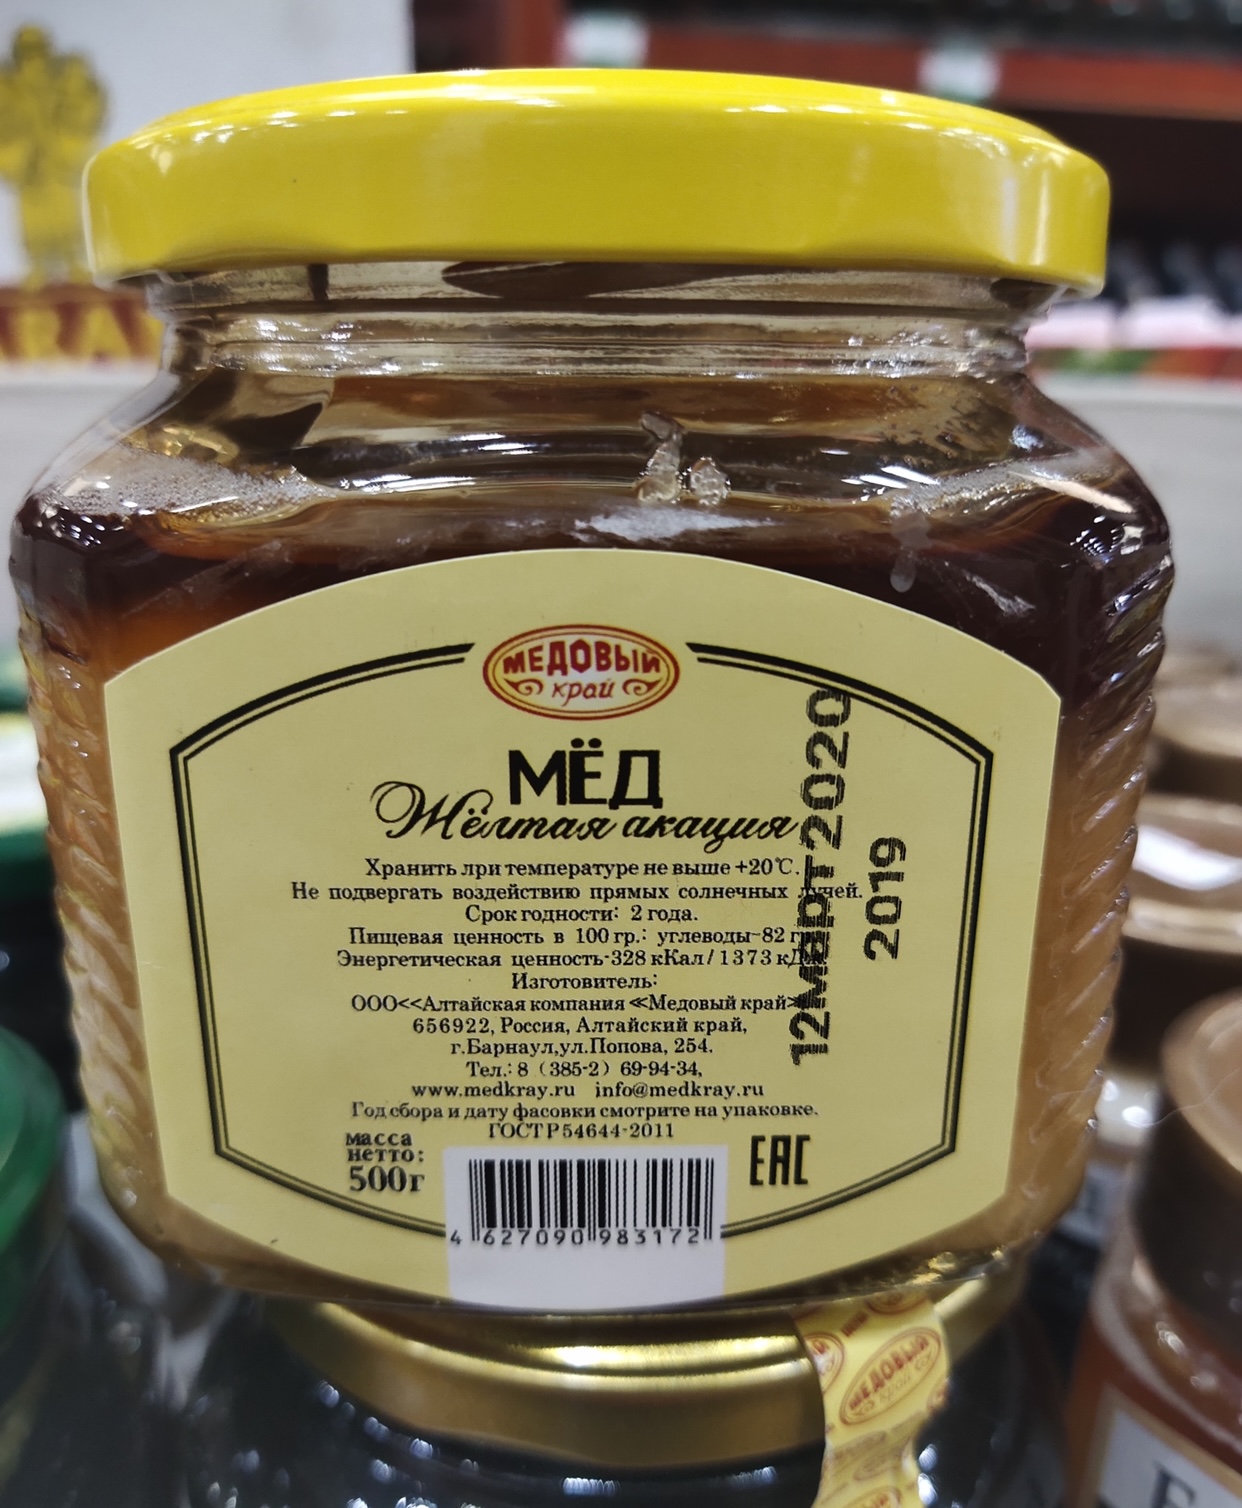 МЕДОВЫЙ
край
МЁД
Жёлтая акация
Хранить лри температуре не выше +20°С.
Не подвергать воздействию прямых солнечных лучей.
Срок годности: 2 года.
Пищевая ценность в 100 гр.: углеводы-82 гр.
Энергетическая ценность-328 кКал / 1373 кДж.
Изготовитель:
ООО<<Алтайская компания ≪Медовый край≫
656922, Россия, Алтайский край,
г.Барнаул,ул.Попова, 254.
Тел.: 8 (385-2) 69-94-34,
www.medkray.ru info@medkray.ru
Год сбора и дату фасовки смотрите на упаковке.
ГОСТ Р 54644-2011
масса
нетто:
500г
EAC
4 627090 983172
12Март2020
2019
МЕДОВЫЙ
край